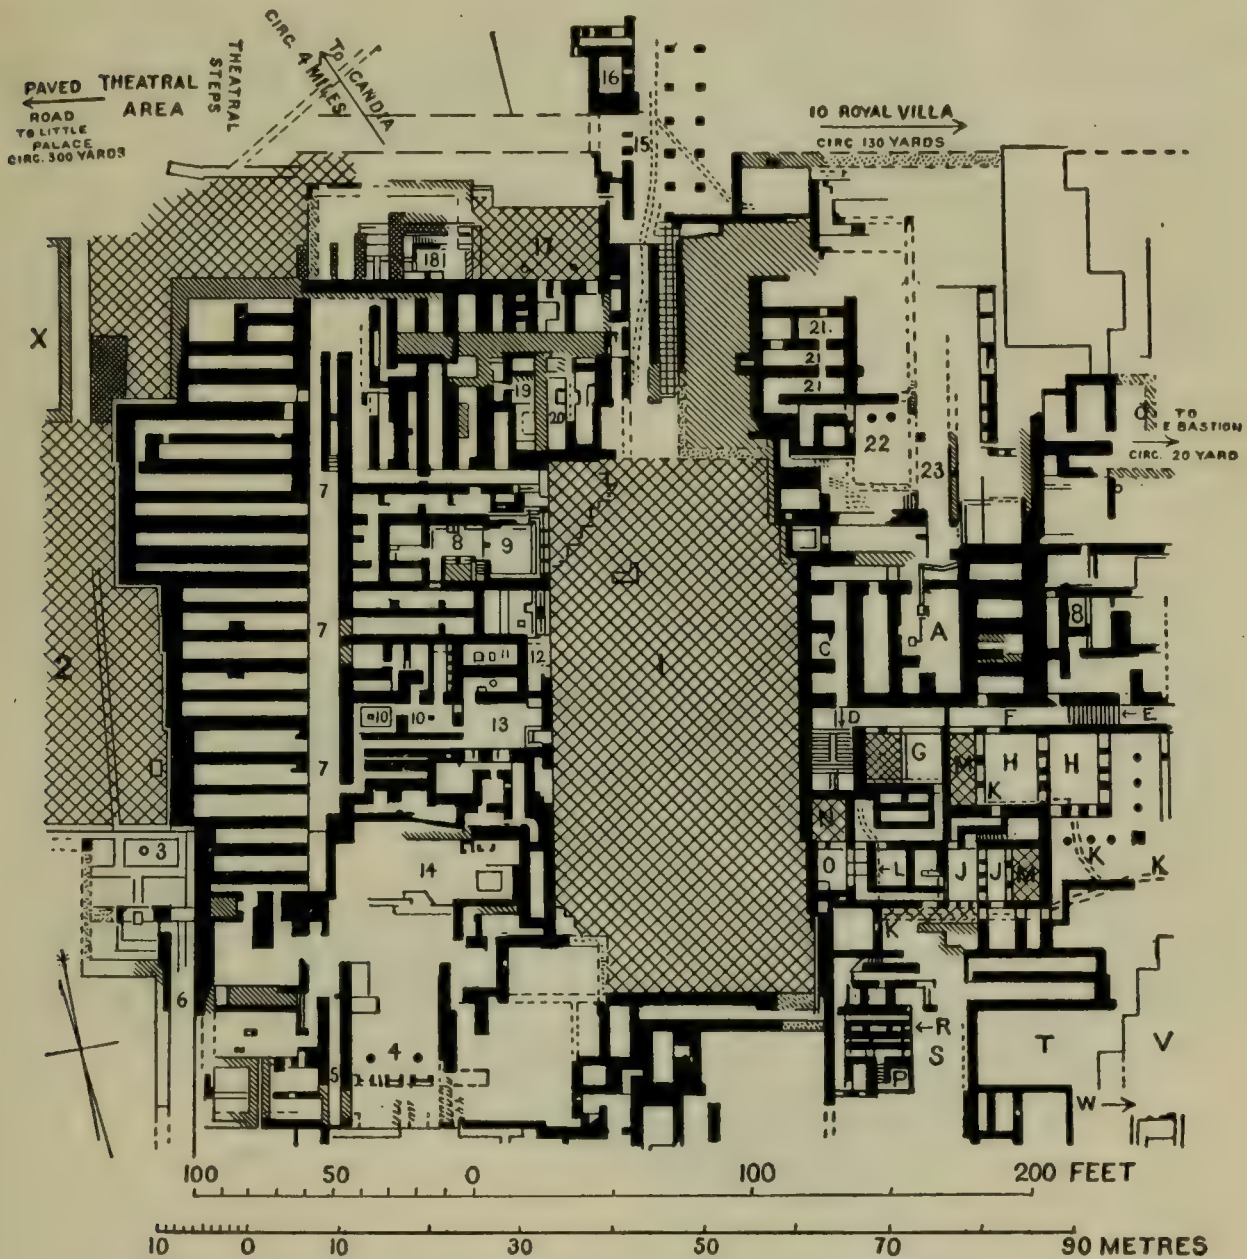 PAVED
ROAD
TO LITTLE
PALACE
CIRC. 300 YARDS
THEATRAL
AREA
THEATRAL
STEPS
TO CANDIA
CIRC. 4 MILES
16
15
10 ROYAL VILLA
CIRC 130 YARDS
17
18
X
21.
21
21
19
20
22
23
TO
E BASTION
CIRC. 20 YARD
7
8
9
1
2
7
11
12
C
A
8
10
10
13
D
F
E
G
M
H
H
K
7
N
3
14
O
L
J
J
M
K
K
K
6
4
5
R
S
T
V
P
W
100 50 0 100 200 FEET
10 0 10 30 50 70 90 METRES